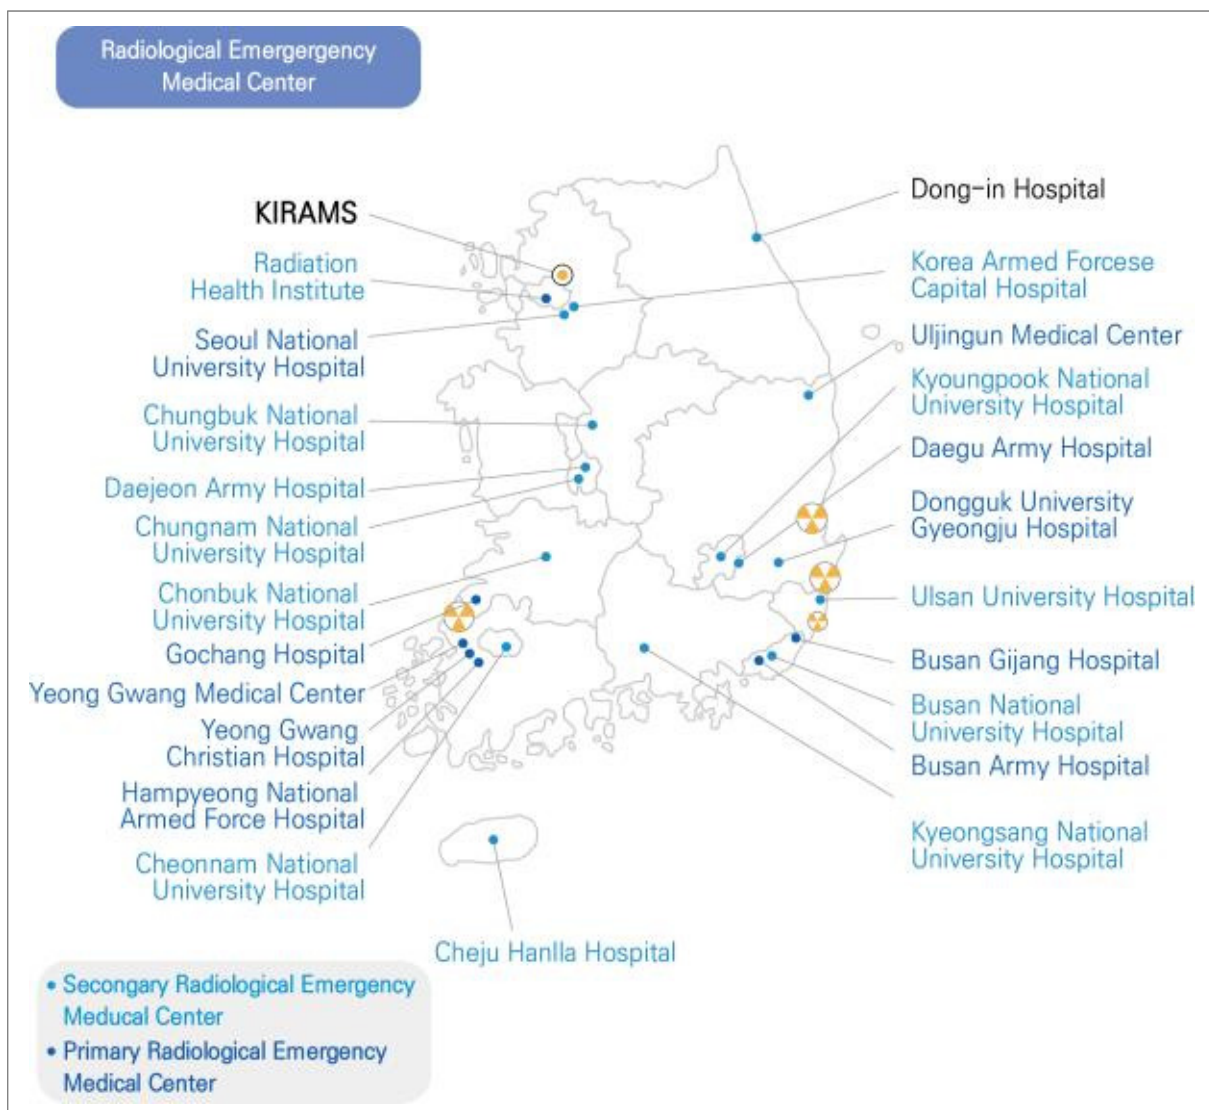 Radiological Emergergency
Medical Center
KIRAMS
Radiation
Health Institute
Seoul National
University Hospital
Chungbuk National
University Hospital
Daejeon Army Hospital
Chungnam National
University Hospital
Chonbuk National
University Hospital
Gochang Hospital
Yeong Gwang Medical Center
Yeong Gwang
Christian Hospital
Hampyeong National
Armed Force Hospital
Cheonnam National
University Hospital
Cheju Hanlla Hospital
Dong-in Hospital
Korea Armed Forcese
Capital Hospital
Uljingun Medical Center
Kyoungpook National
University Hospital
Daegu Army Hospital
Dongguk University
Gyeongju Hospital
Ulsan University Hospital
Busan Gijang Hospital
Busan National
University Hospital
Busan Army Hospital
Kyeongsang National
University Hospital
• Secongary Radiological Emergency
Meducal Center
• Primary Radiological Emergency
Medical Center